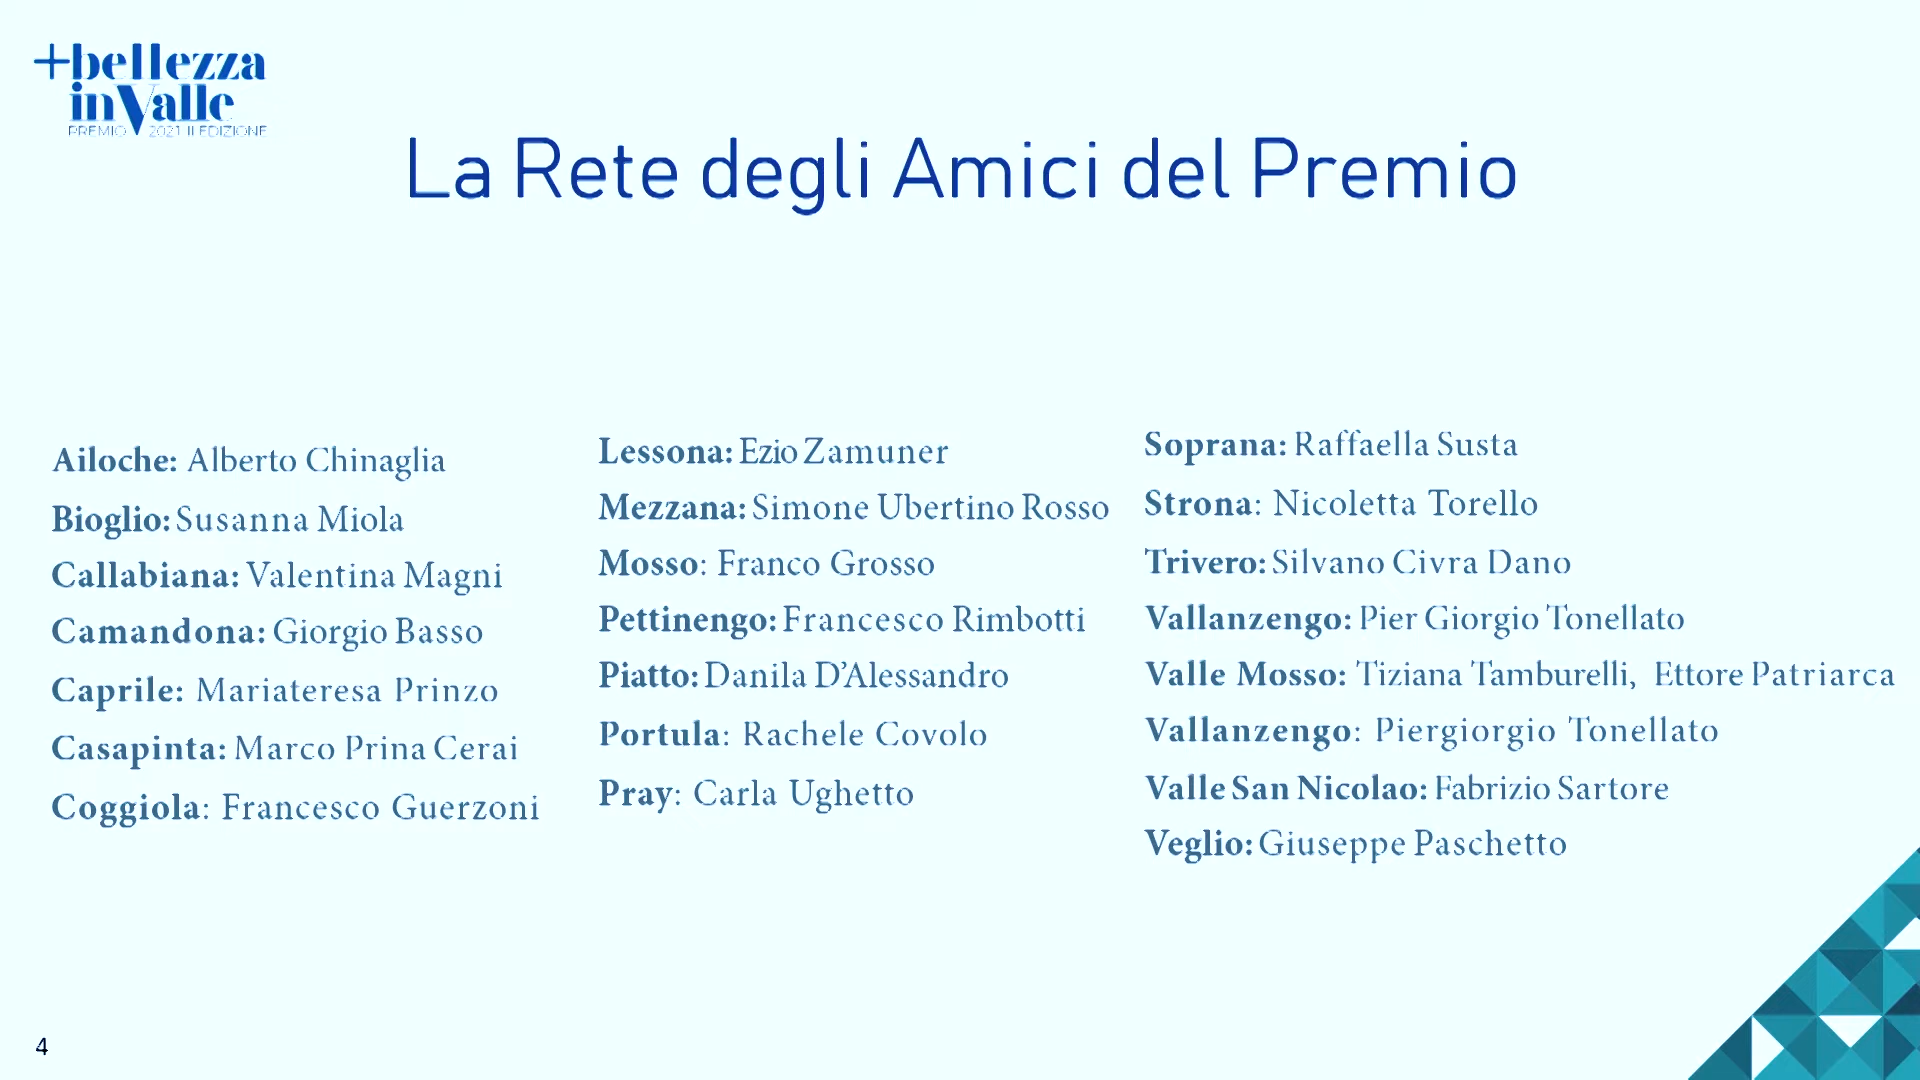 +bellezza
inValle
PREMIO 2021 II EDIZIONE
La Rete degli Amici del Premio
Ailoche: Alberto Chinaglia
Bioglio: Susanna Miola
Callabiana: Valentina Magni
Camandona: Giorgio Basso
Caprile: Mariateresa Prinzo
Casapinta: Marco Prina Cerai
Coggiola: Francesco Guerzoni
Lessona: Ezio Zamuner
Mezzana: Simone Ubertino Rosso
Mosso: Franco Grosso
Pettinengo: Francesco Rimbotti
Piatto: Danila D’Alessandro
Portula: Rachele Covolo
Pray: Carla Ughetto
Soprana: Raffaella Susta
Strona: Nicoletta Torello
Trivero: Silvano Civra Dano
Vallanzengo: Pier Giorgio Tonellato
Valle Mosso: Tiziana Tamburelli, Ettore Patriarca
Vallanzengo: Piergiorgio Tonellato
Valle San Nicolao: Fabrizio Sartore
Veglio: Giuseppe Paschetto
4